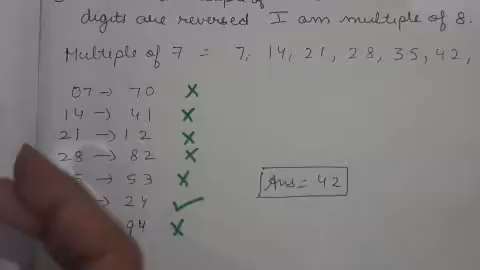 digits are reversed I am multiple of 8.
Multiple of 7 = 7, 14, 21, 28, 35, 42,
07 → 70 ×
14 → 41 ×
21 → 12 ×
28 → 82 ×
5 → 53 ×
→ 24 ✓
94 ×
Ans = 42